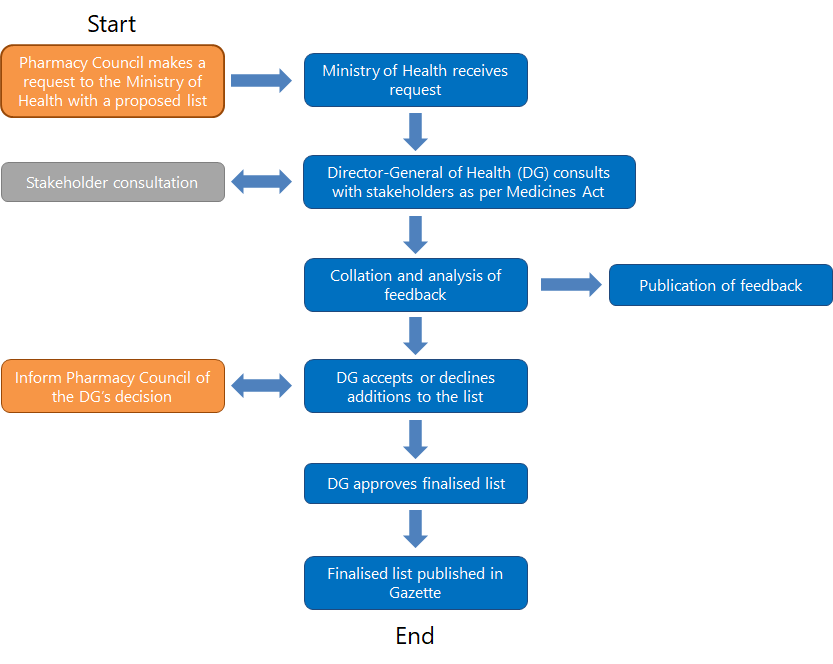 Start
Pharmacy Council makes a
request to the Ministry of
Health with a proposed list
Ministry of Health receives
request
Stakeholder consultation
Director-General of Health (DG) consults
with stakeholders as per Medicines Act
Collation and analysis of
feedback
Publication of feedback
Inform Pharmacy Council of
the DG's decision
DG accepts or declines
additions to the list
DG approves finalised list
Finalised list published in
Gazette
End